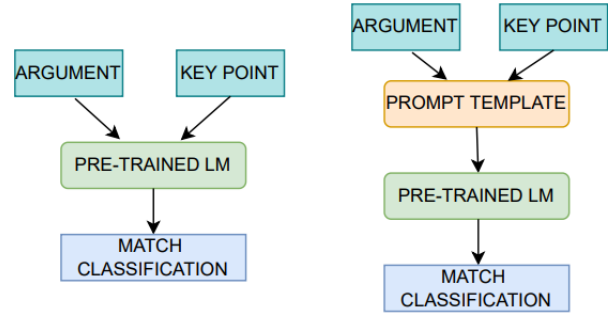 ARGUMENT
KEY POINT
PRE-TRAINED LM
MATCH
CLASSIFICATION
ARGUMENT
KEY POINT
PROMPT TEMPLATE
PRE-TRAINED LM
MATCH
CLASSIFICATION